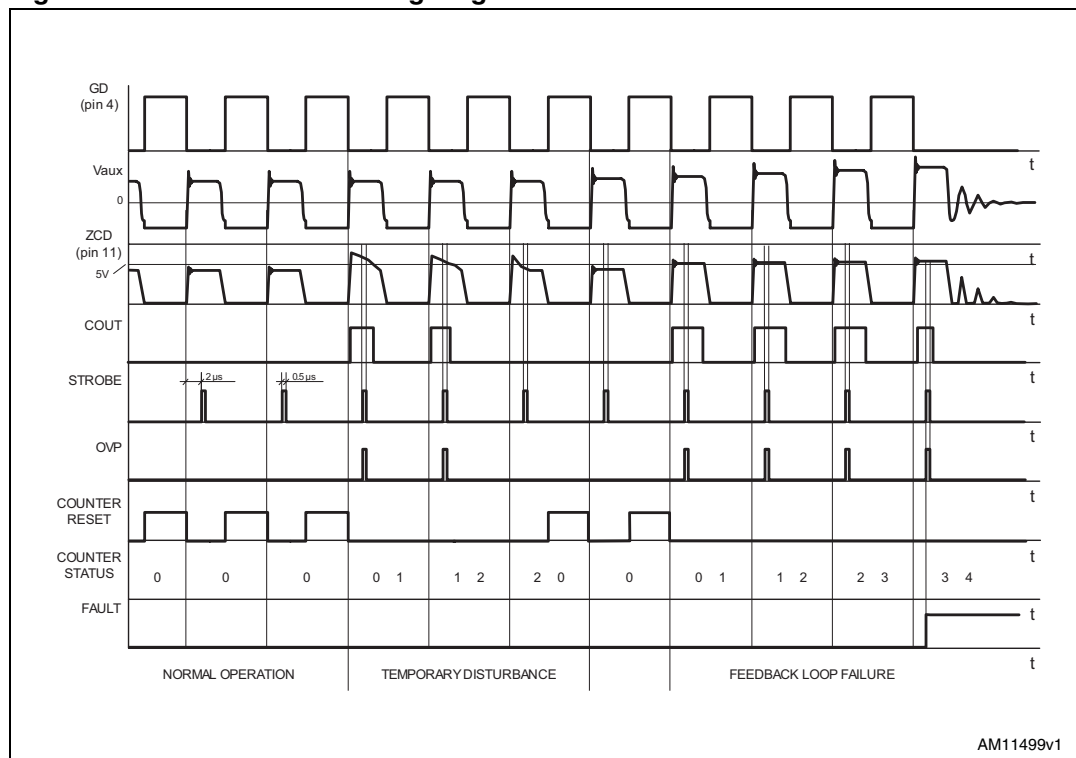 GD
(pin 4)
t
Vaux
0
ZCD
(pin 11)
t
5V
t
COUT
t
STROBE
2 µs
0.5 µs
t
OVP
t
COUNTER
RESET
t
COUNTER
STATUS
0 0 0 0 1 1 2 2 0 0 0 1 1 2 2 3 3 4
FAULT
t
t
NORMAL OPERATION TEMPORARY DISTURBANCE FEEDBACK LOOP FAILURE
AM11499v1